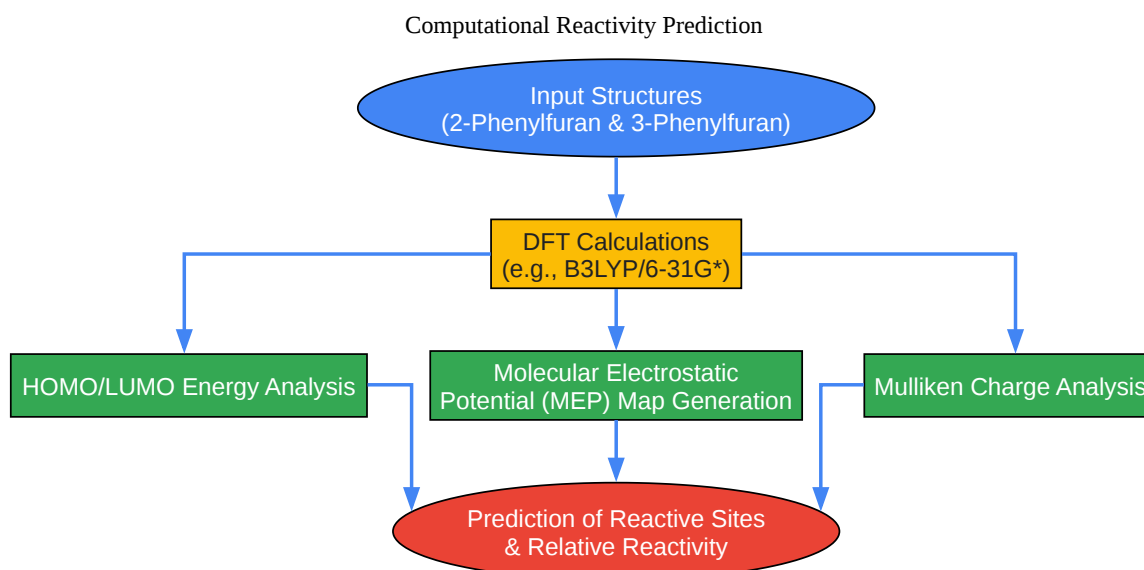 Computational Reactivity Prediction
Input Structures
(2-Phenylfuran & 3-Phenylfuran)
DFT Calculations
(e.g., B3LYP/6-31G*)
HOMO/LUMO Energy Analysis
Molecular Electrostatic
Potential (MEP) Map Generation
Mulliken Charge Analysis
Prediction of Reactive Sites
& Relative Reactivity